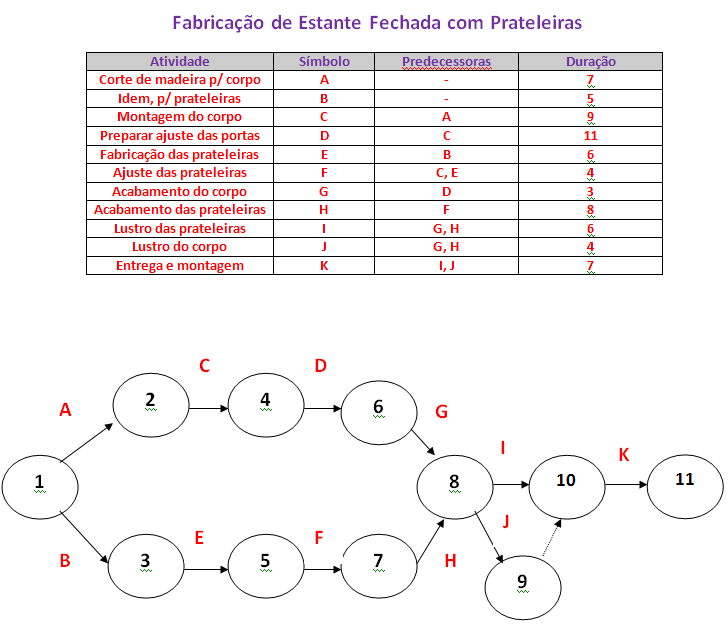 Fabricação de Estante Fechada com Prateleiras
Atividade Símbolo Predecessoras Duração
Corte de madeira p/ corpo A - 7
Idem, p/ prateleiras B - 5
Montagem do corpo C A 9
Preparar ajuste das portas D C 11
Fabricação das prateleiras E B 6
Ajuste das prateleiras F C, E 4
Acabamento do corpo G D 3
Acabamento das prateleiras H F 8
Lustro das prateleiras I G, H 6
Lustro do corpo J G, H 4
Entrega e montagem K I, J 7
C D
A 2 4 6 G
I K
1 8 10 11
J
E F
B 3 5 7 H
9